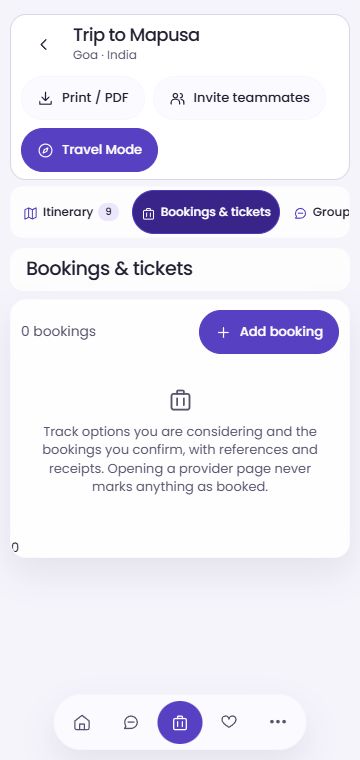 Trip to Mapusa
Goa · India
Print / PDF
Invite teammates
Travel Mode
Itinerary 9
Bookings & tickets
Group
Bookings & tickets
0 bookings
Add booking
Track options you are considering and the
bookings you confirm, with references and
receipts. Opening a provider page never
marks anything as booked.
0